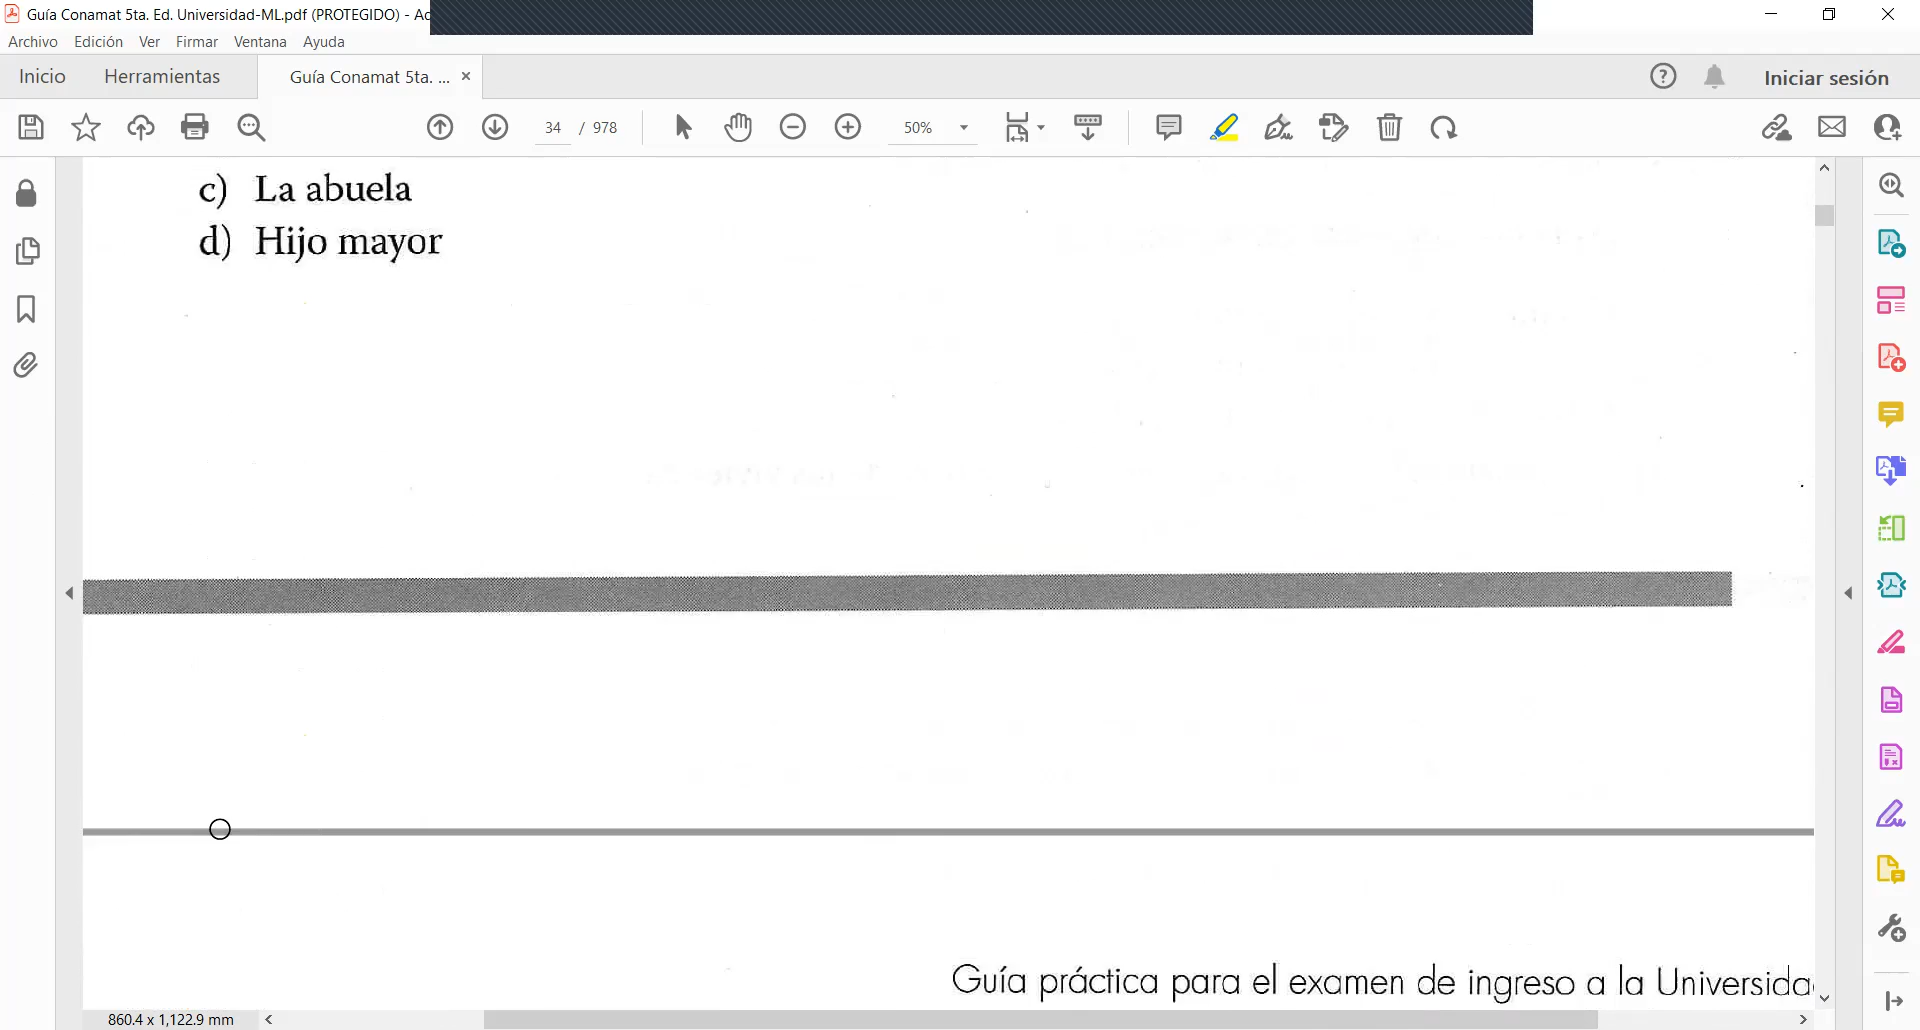 Guía Conamat 5ta. Ed. Universidad-ML.pdf (PROTEGIDO) -
Archivo Edición Ver Firmar Ventana Ayuda
Inicio Herramientas Guía Conamat 5ta. ... Iniciar sesión
34 / 978 50%
c) La abuela
d) Hijo mayor
Guía práctica para el examen de ingreso a la
860.4 x 1,122.9 mm